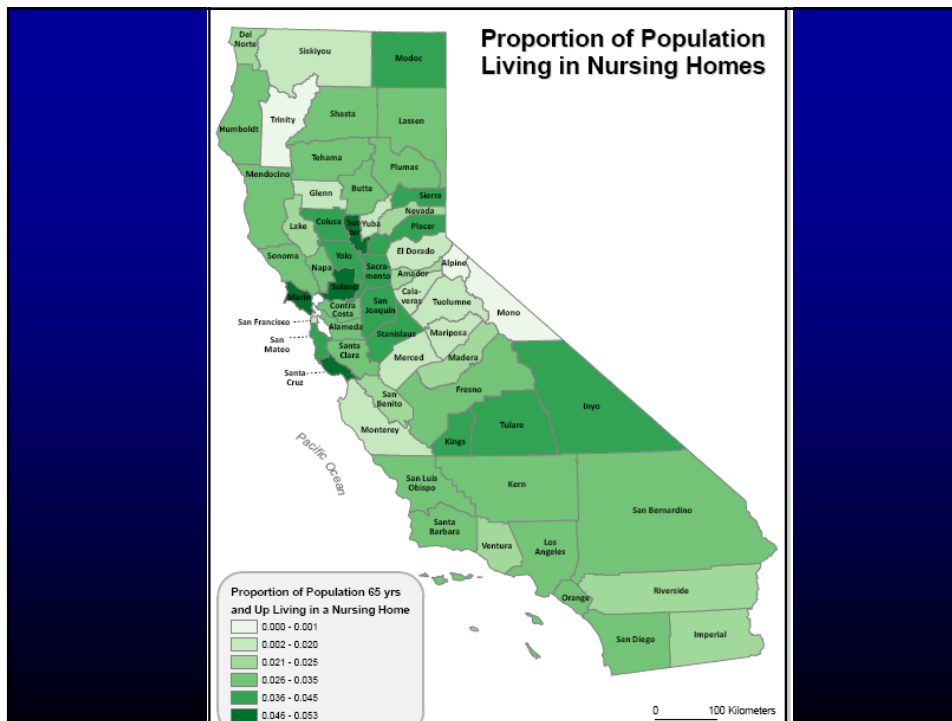 Proportion of Population
Living in Nursing Homes
Del
Norte
Siskiyou
Modoc
Humboldt
Trinity
Shasta
Lassen
Tehama
Plumas
Mendocino
Glenn
Butte
Sierra
Nevada
Lake
Colusa
Sut-
ter
Yuba
Placer
Sonoma
Napa
Yolo
El Dorado
Sacra-
mento
Amador
Alpine
Solano
Marin
Cala-
veras
Tuolumne
Mono
Contra
Costa
San
Joaquin
San Francisco
Alameda
Stanislaus
Mariposa
San
Mateo
Santa
Clara
Merced
Madera
Santa
Cruz
San
Benito
Fresno
Inyo
Monterey
Kings
Tulare
Pacific Ocean
San Luis
Obispo
Kern
San Bernardino
Santa
Barbara
Ventura
Los
Angeles
Orange
Riverside
San Diego
Imperial
Proportion of Population 65 yrs
and Up Living in a Nursing Home
0.000 - 0.001
0.002 - 0.020
0.021 - 0.025
0.026 - 0.035
0.036 - 0.045
0.046 - 0.053
0 100 Kilometers